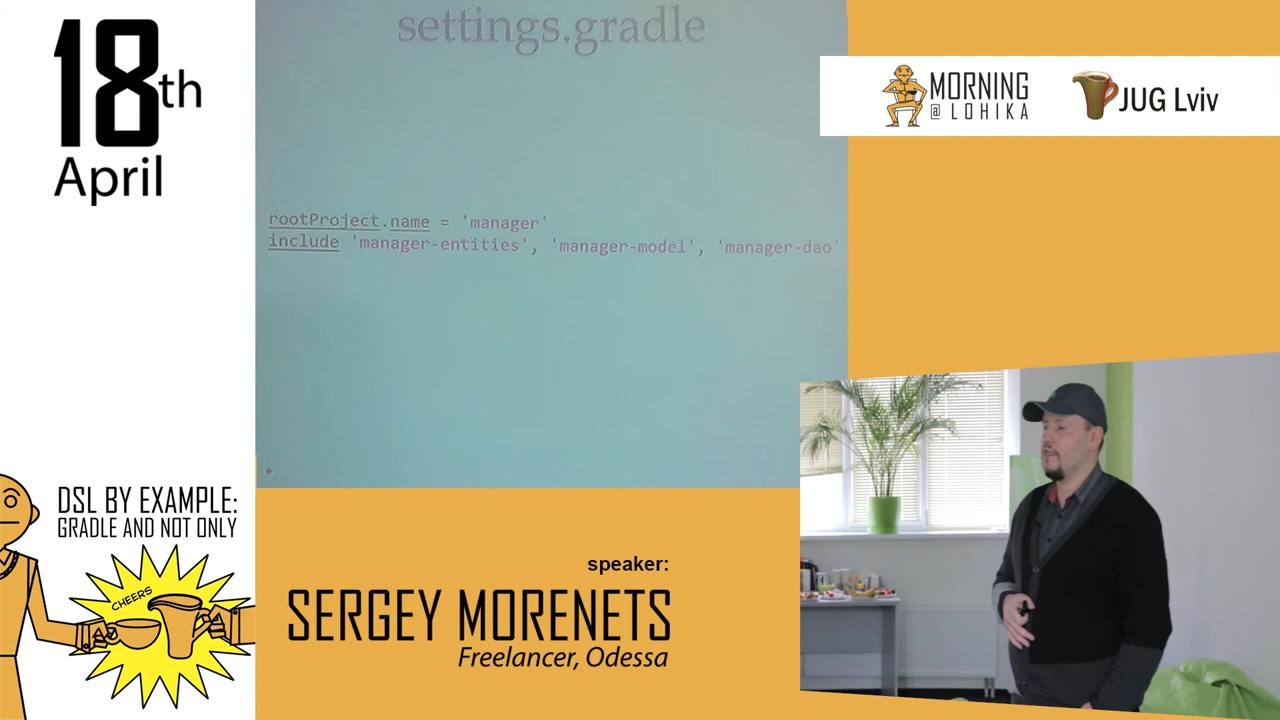 18th
April
settings.gradle
MORNING
@ LOHIKA
JUG Lviv
rootProject.name = 'manager'
include 'manager-entities', 'manager-model', 'manager-dao'
DSL BY EXAMPLE:
GRADLE AND NOT ONLY
CHEERS
speaker:
SERGEY MORENETS
Freelancer, Odessa